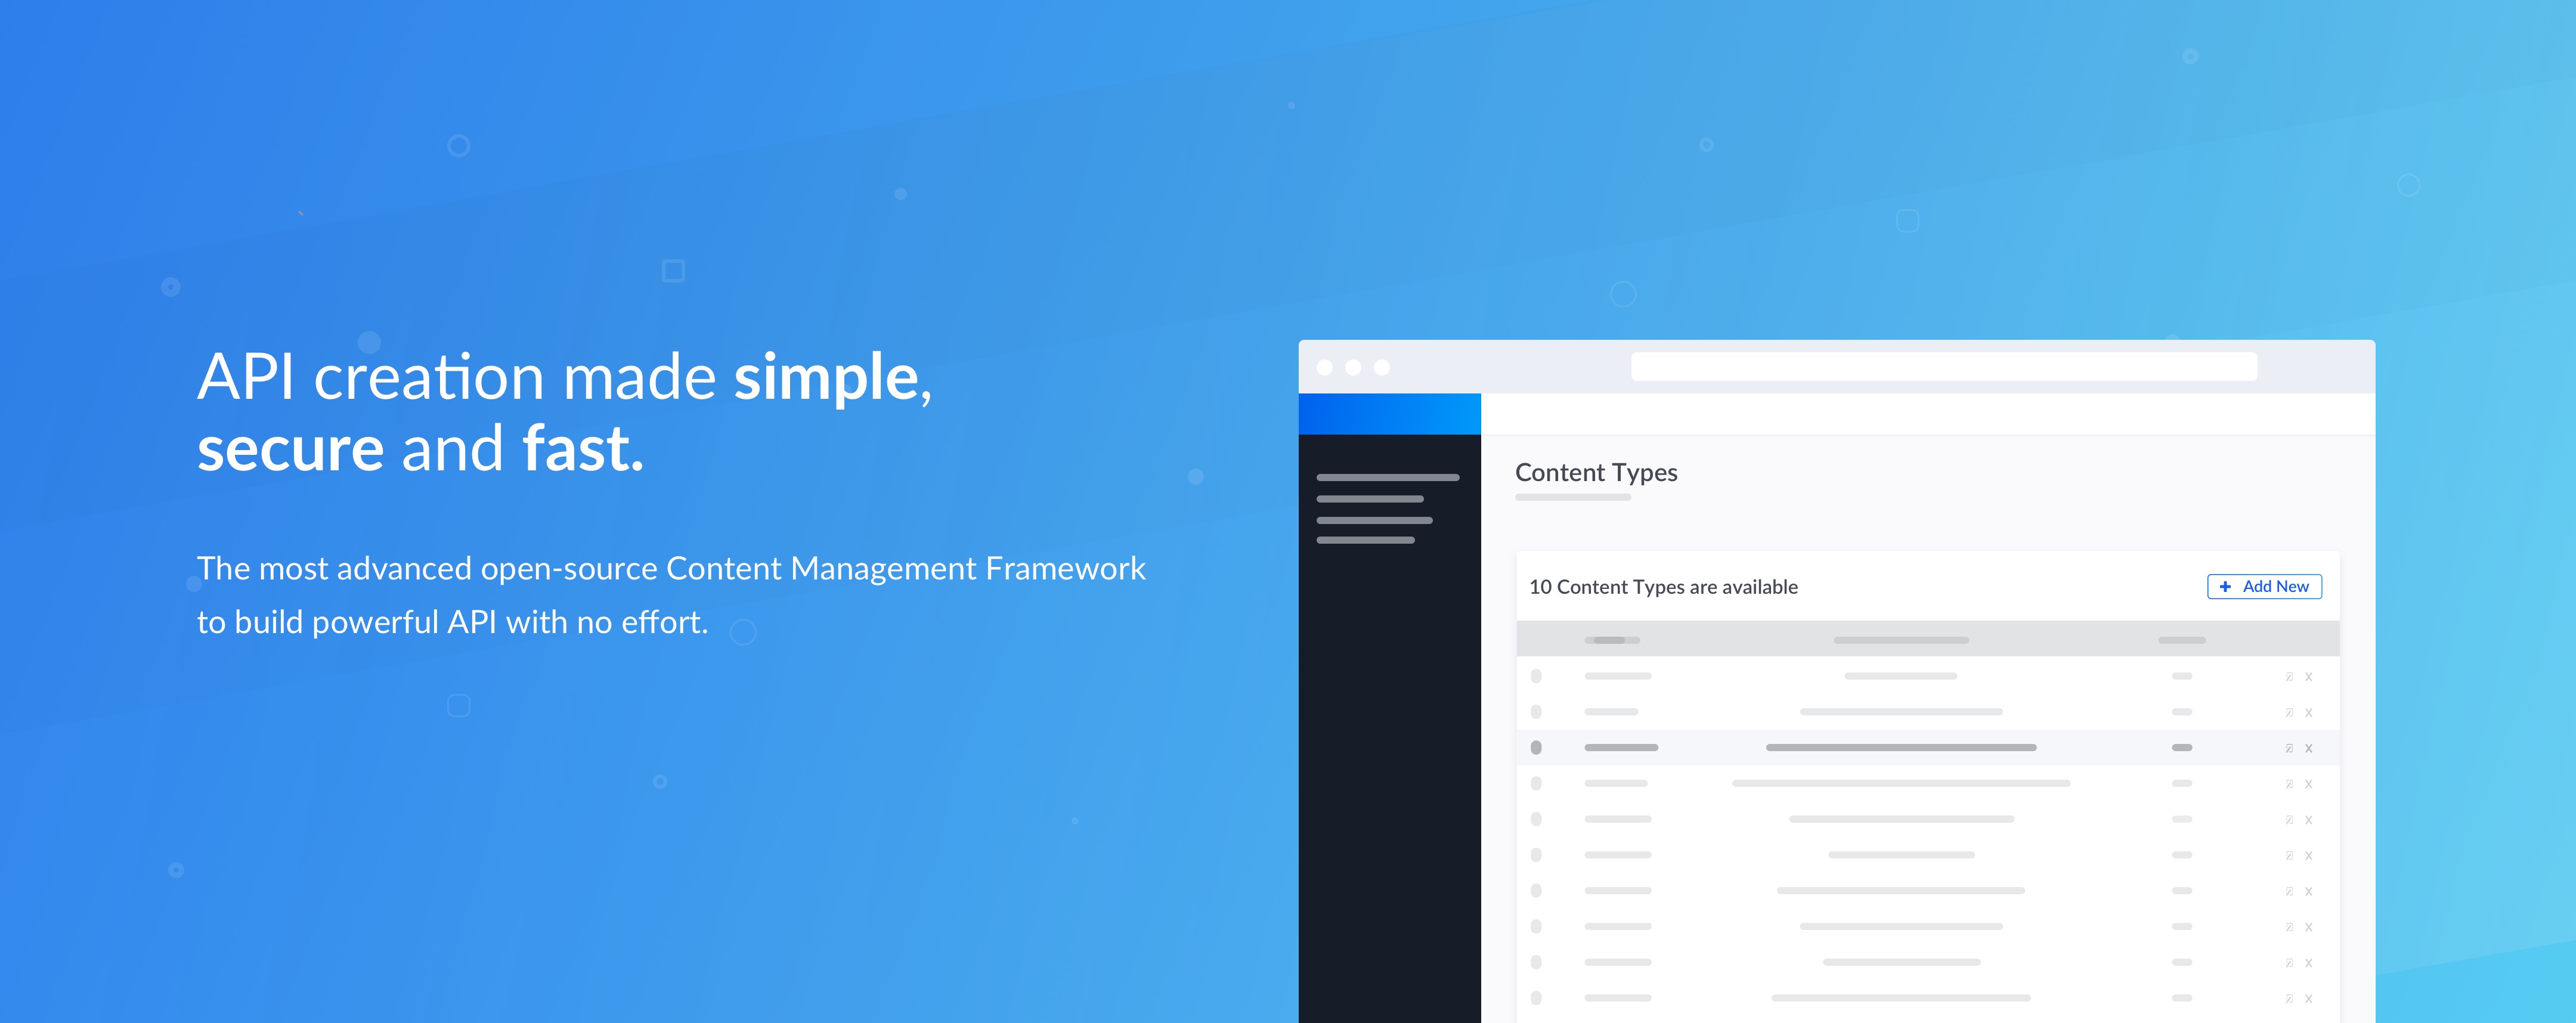 API creation made simple,
secure and fast.
The most advanced open-source Content Management Framework
to build powerful API with no effort.
Content Types
10 Content Types are available
Add New